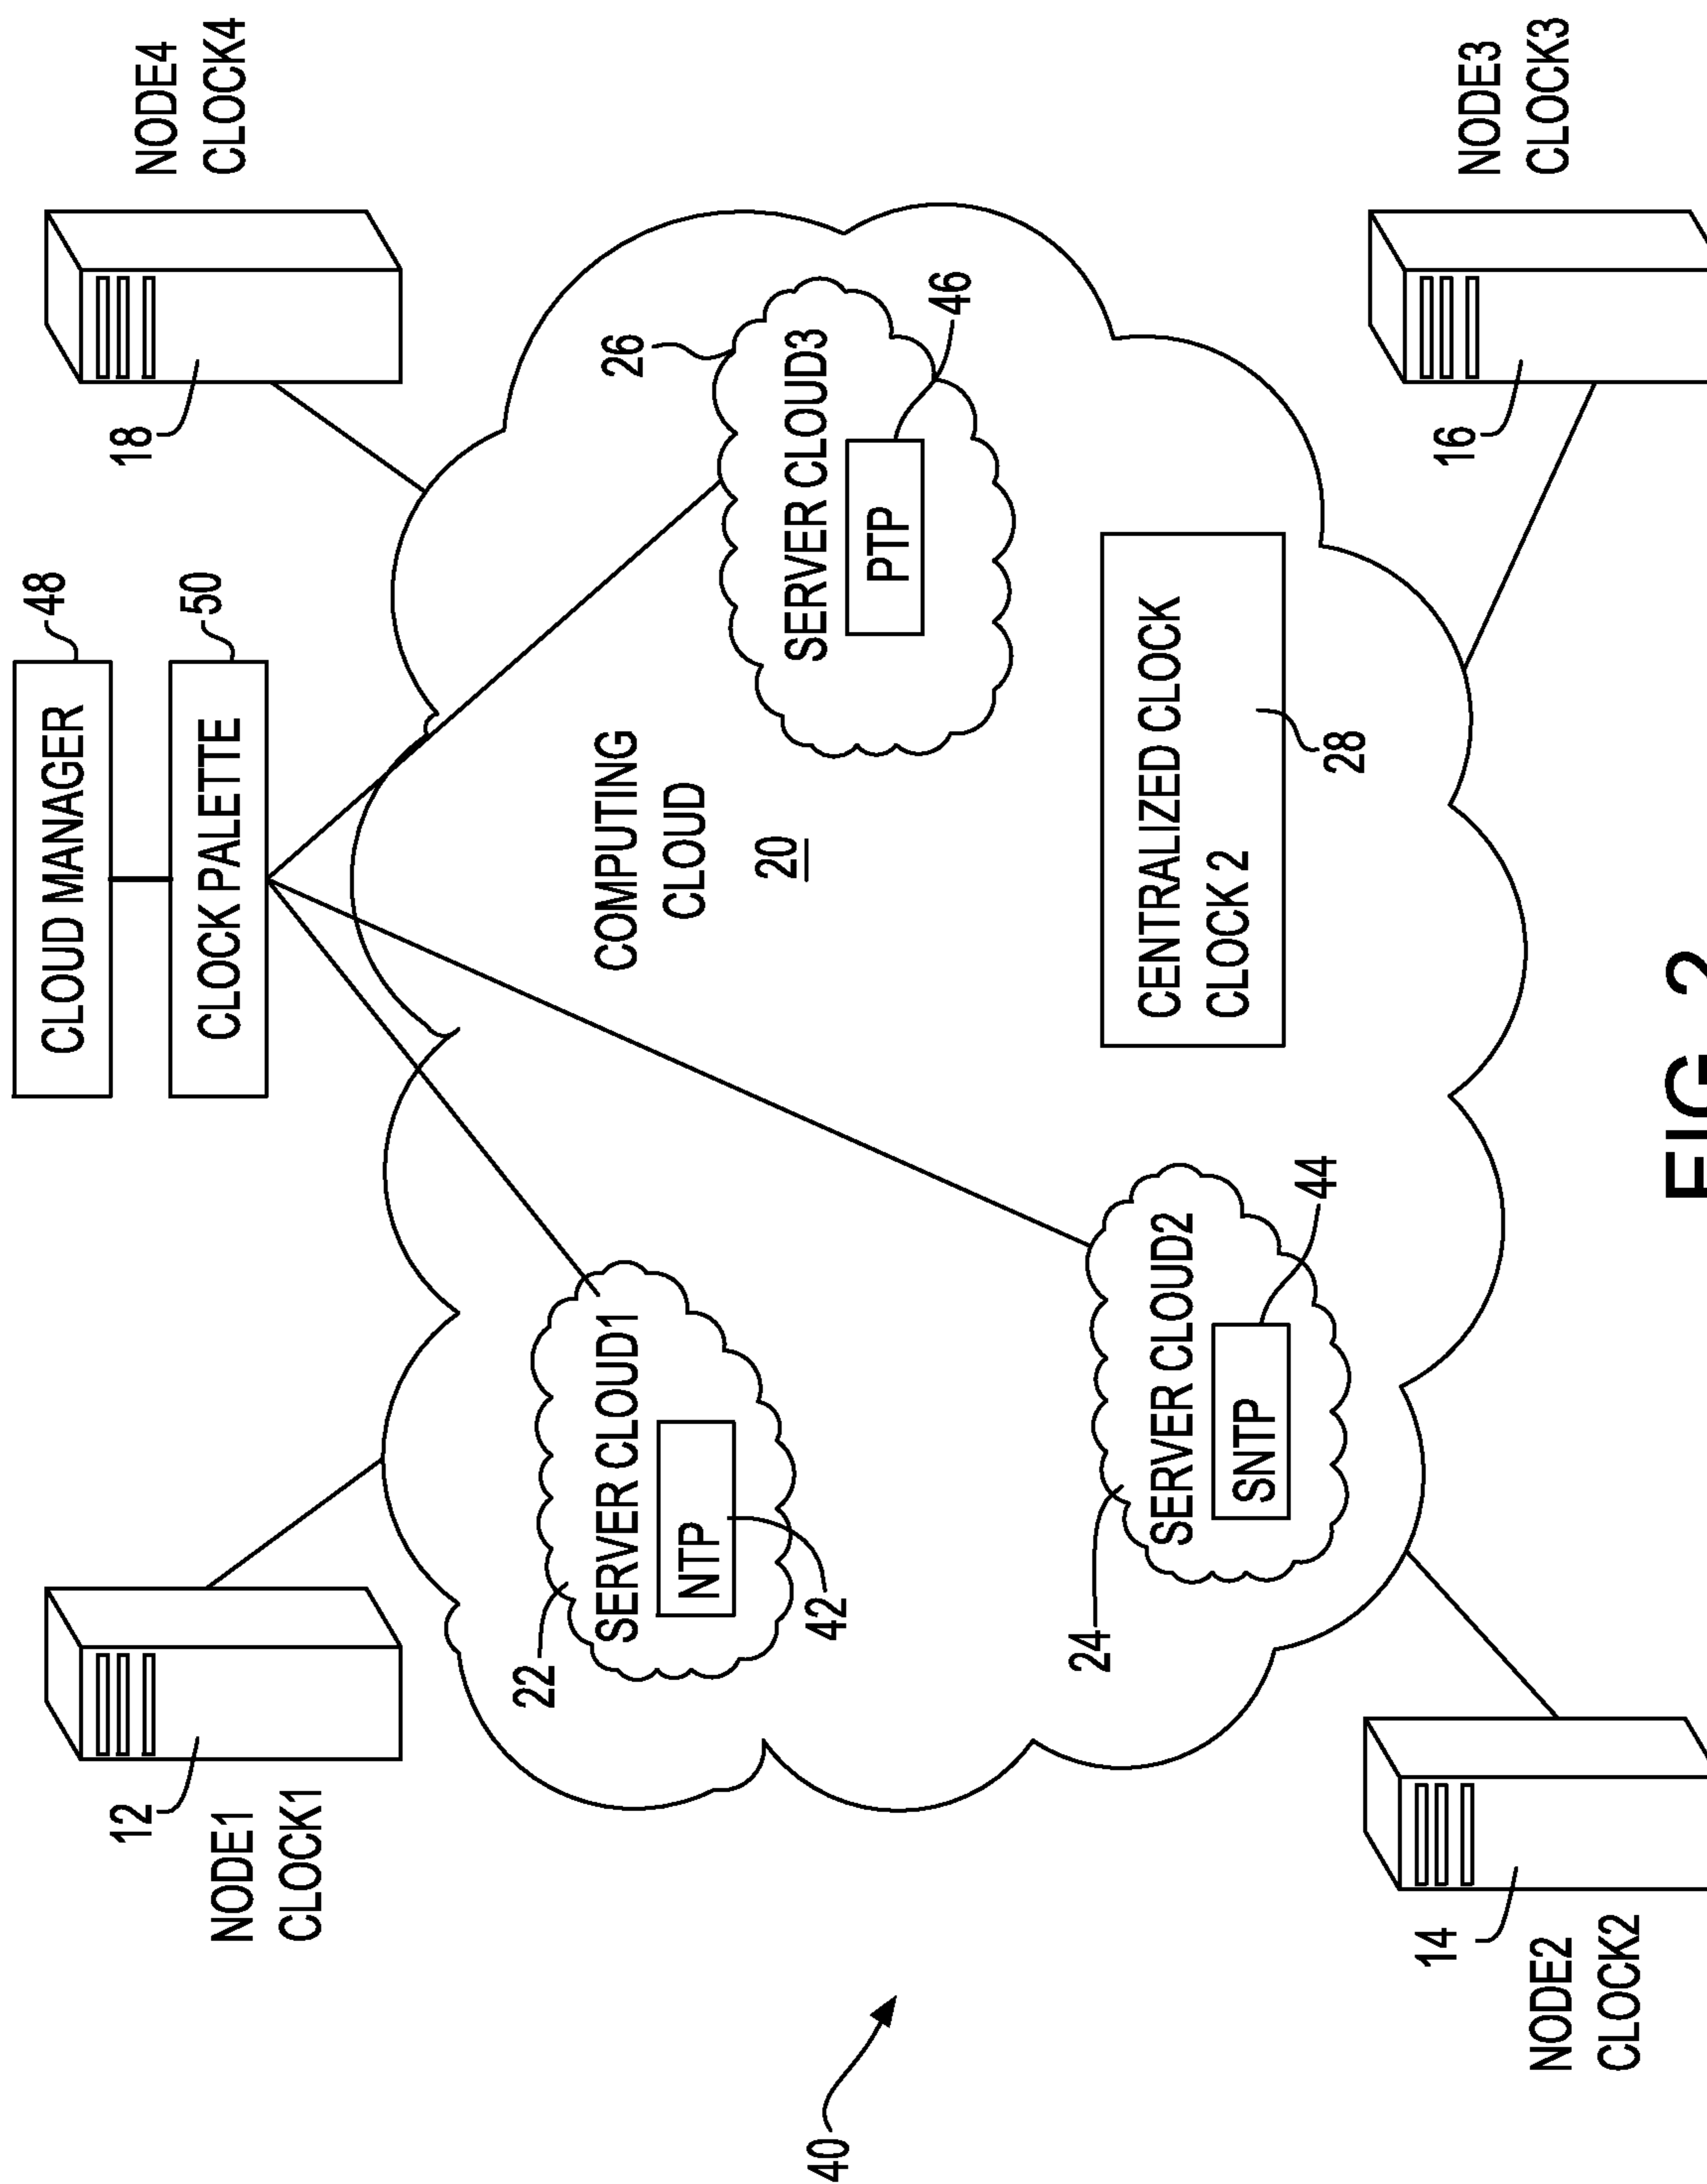 CLOUD MANAGER
48
CLOCK PALETTE
50
12
NODE1
CLOCK1
18
NODE4
CLOCK4
22
SERVER CLOUD1
NTP
42
COMPUTING
CLOUD
20
26
SERVER CLOUD3
PTP
46
24
SERVER CLOUD2
SNTP
44
CENTRALIZED CLOCK
CLOCK 2
28
40
14
NODE2
CLOCK2
16
NODE3
CLOCK3
FIG. 2